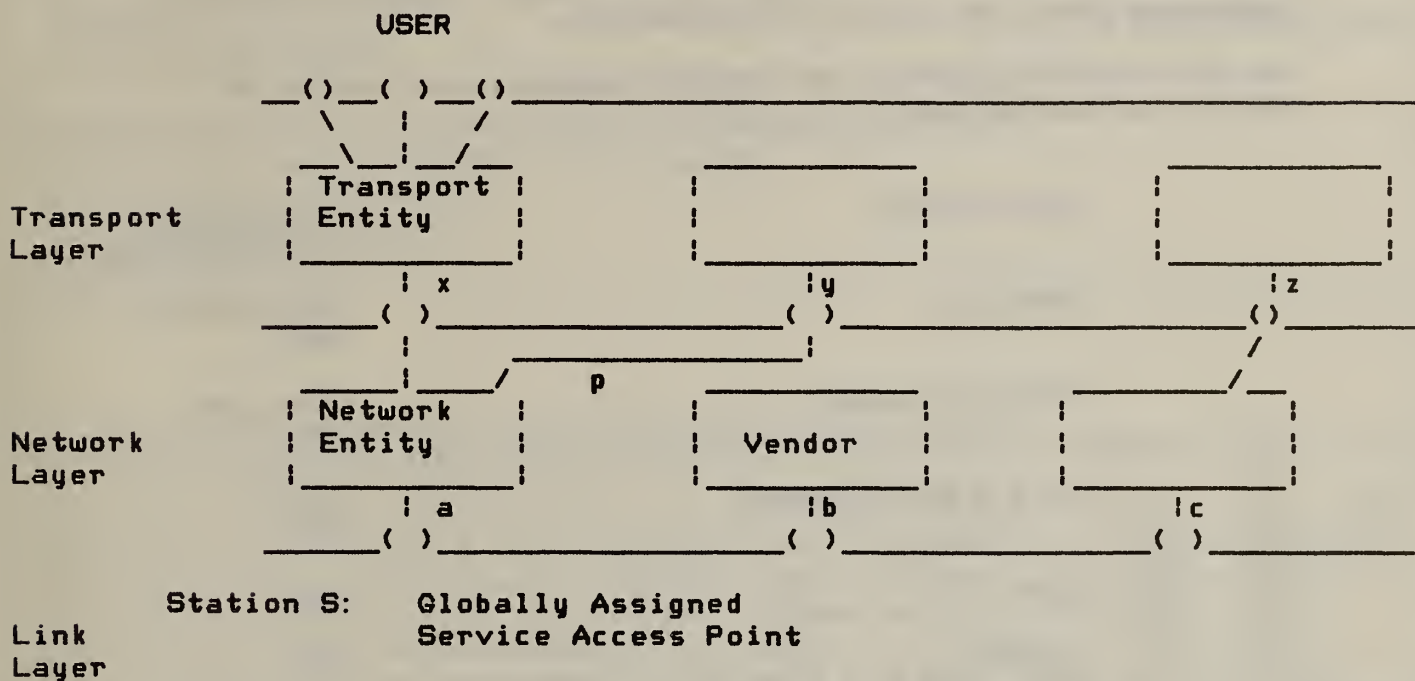 USER
Transport
Entity
Transport
Layer
x y z
p
Network
Entity Vendor
Network
Layer
a b c
Station S: Globally Assigned
Service Access Point
Link
Layer